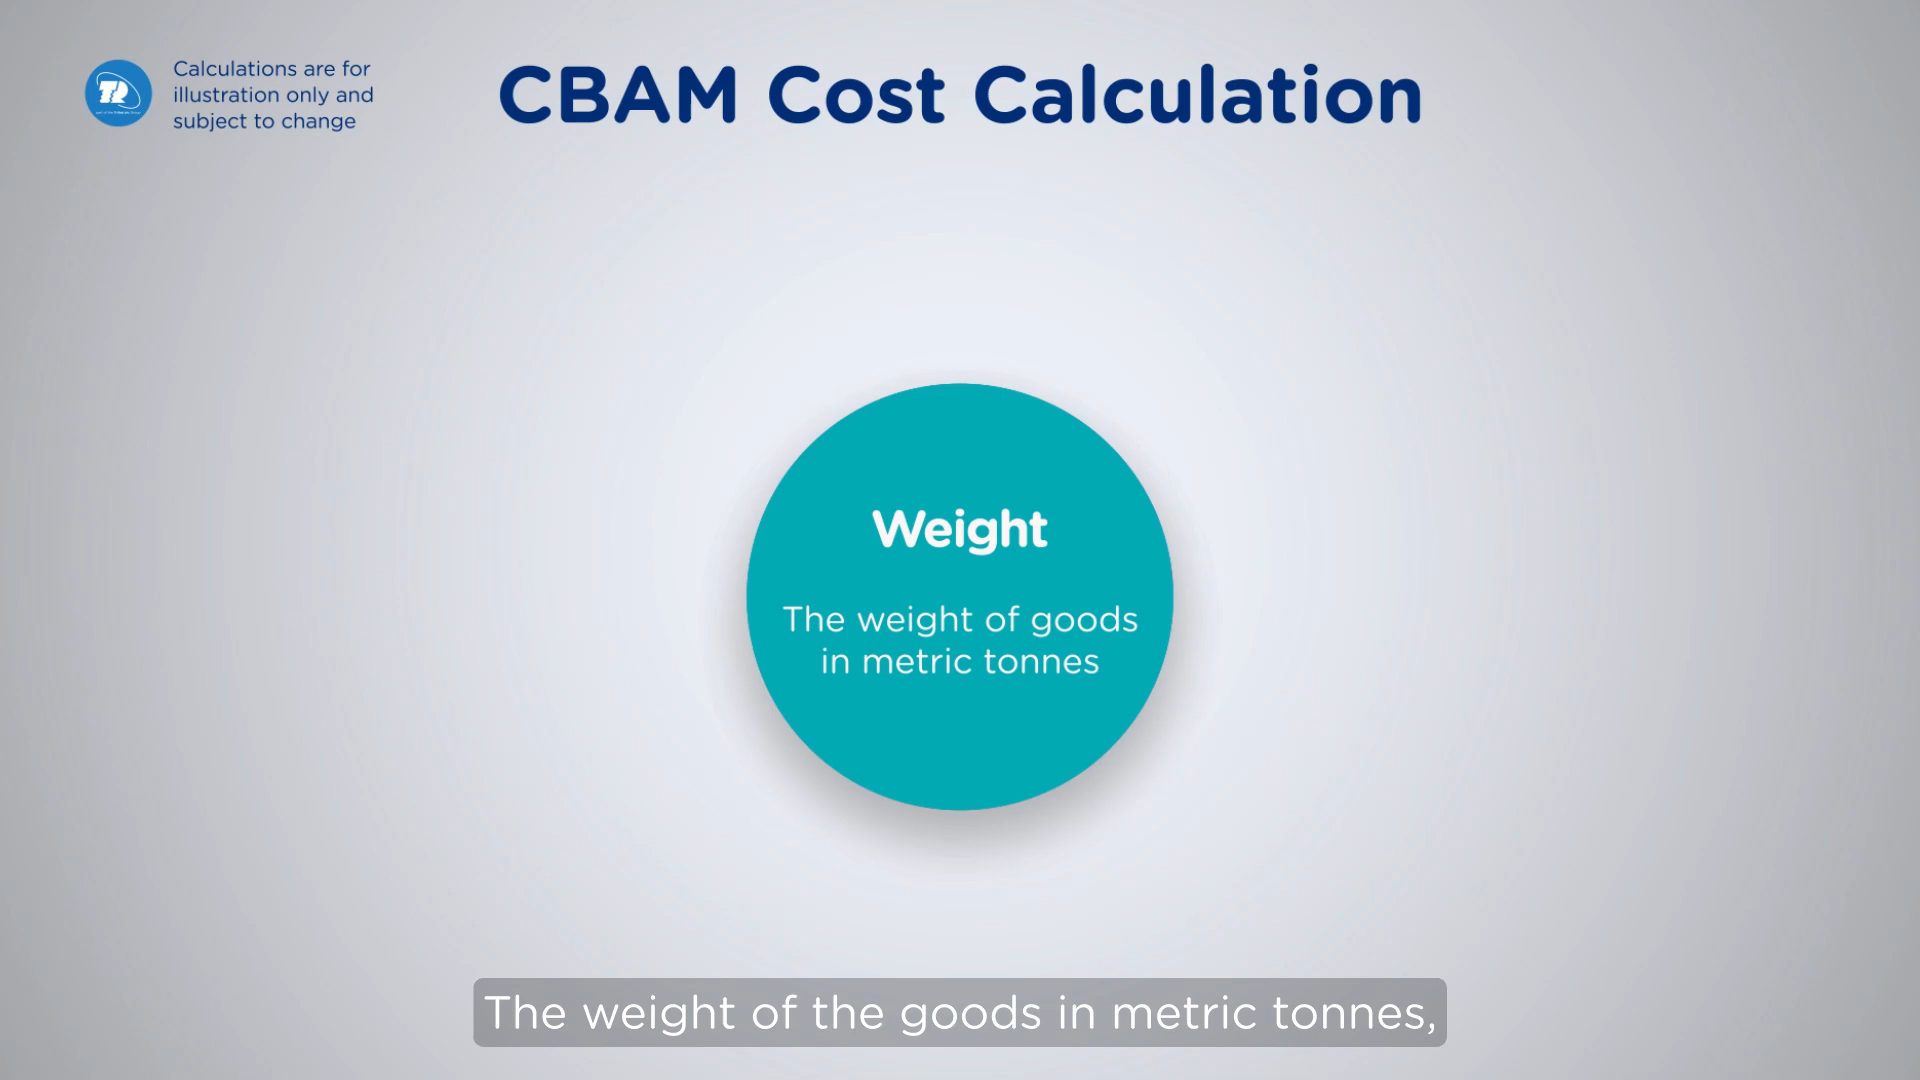 Calculations are for
illustration only and
subject to change
CBAM Cost Calculation
Weight
The weight of goods
in metric tonnes
The weight of the goods in metric tonnes,